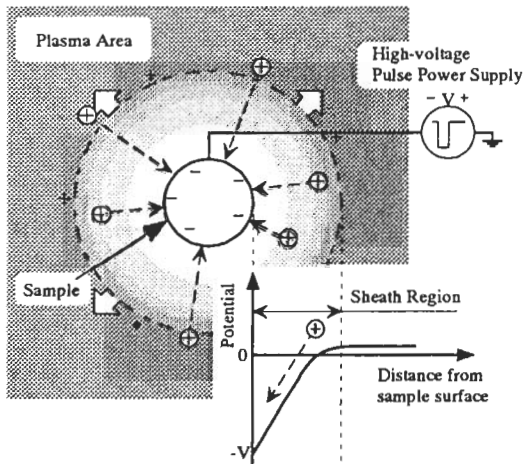 Plasma Area
High-voltage
Pulse Power Supply
− V +
Sample
Sheath Region
Potential
0
Distance from
sample surface
-V